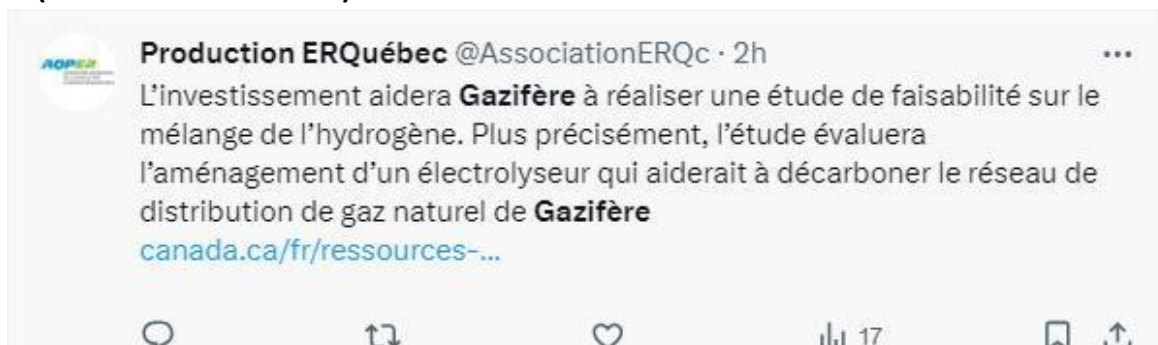 AQPER
Production ERQuébec @AssociationERQc · 2h
L'investissement aidera Gazifère à réaliser une étude de faisabilité sur le
mélange de l'hydrogène. Plus précisément, l'étude évaluera
l'aménagement d'un électrolyseur qui aiderait à décarboner le réseau de
distribution de gaz naturel de Gazifère
canada.ca/fr/ressources-...
17